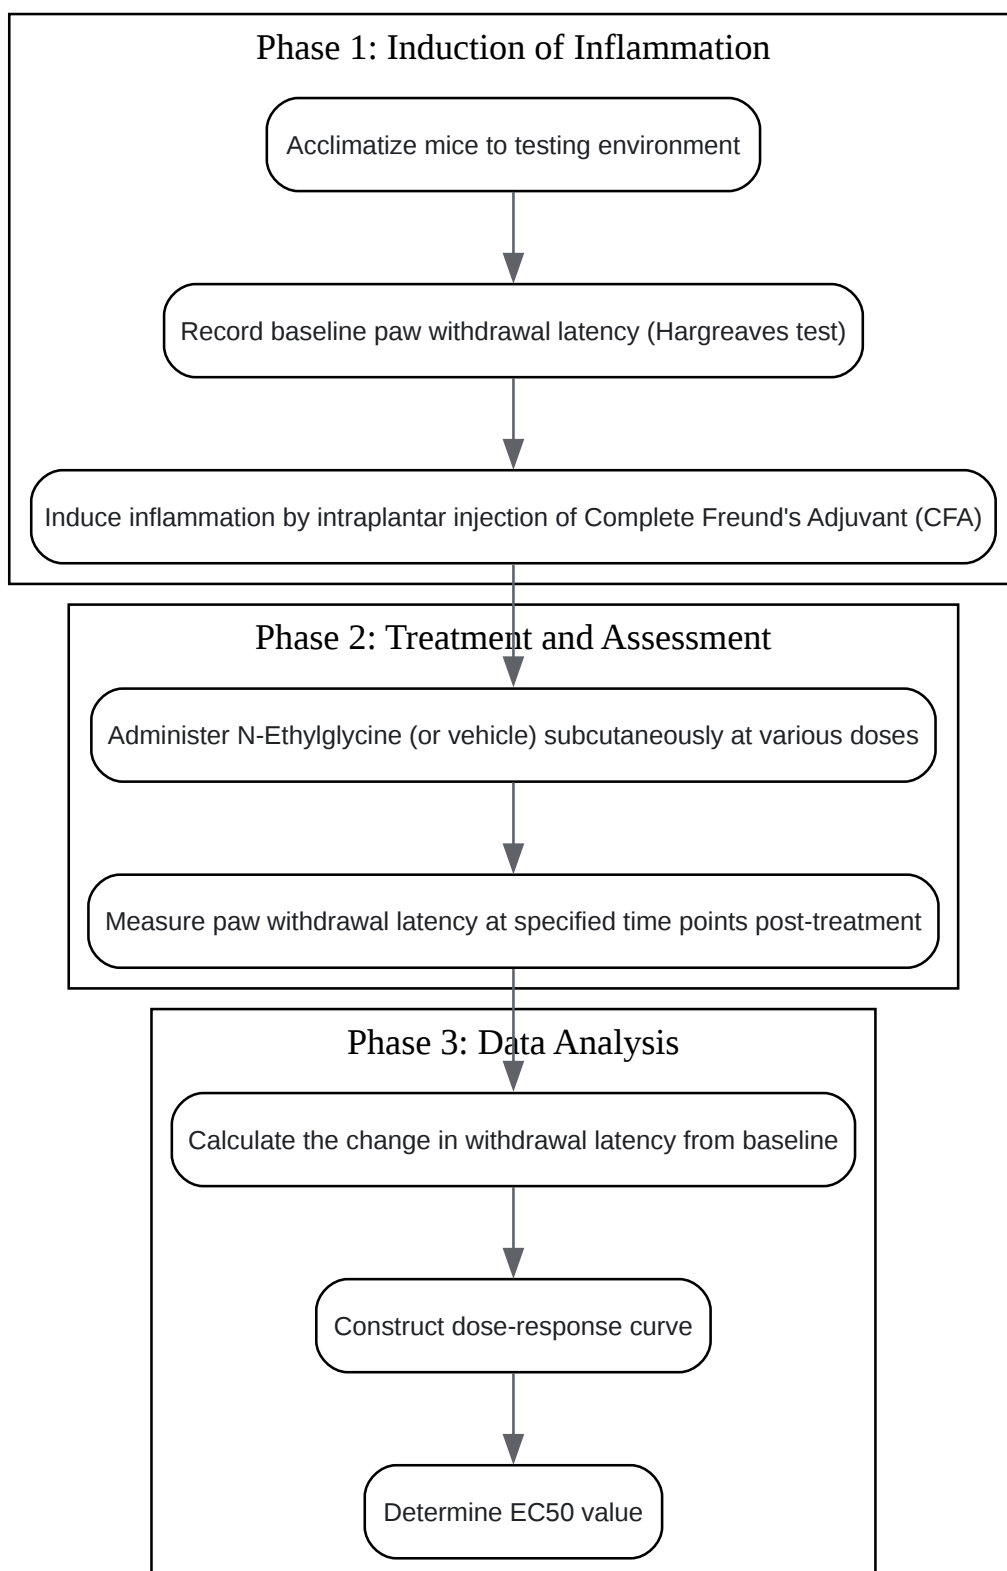 Phase 1: Induction of Inflammation
Acclimatize mice to testing environment
Record baseline paw withdrawal latency (Hargreaves test)
Induce inflammation by intraplantar injection of Complete Freund's Adjuvant (CFA)
Phase 2: Treatment and Assessment
Administer N-Ethylglycine (or vehicle) subcutaneously at various doses
Measure paw withdrawal latency at specified time points post-treatment
Phase 3: Data Analysis
Calculate the change in withdrawal latency from baseline
Construct dose-response curve
Determine EC50 value